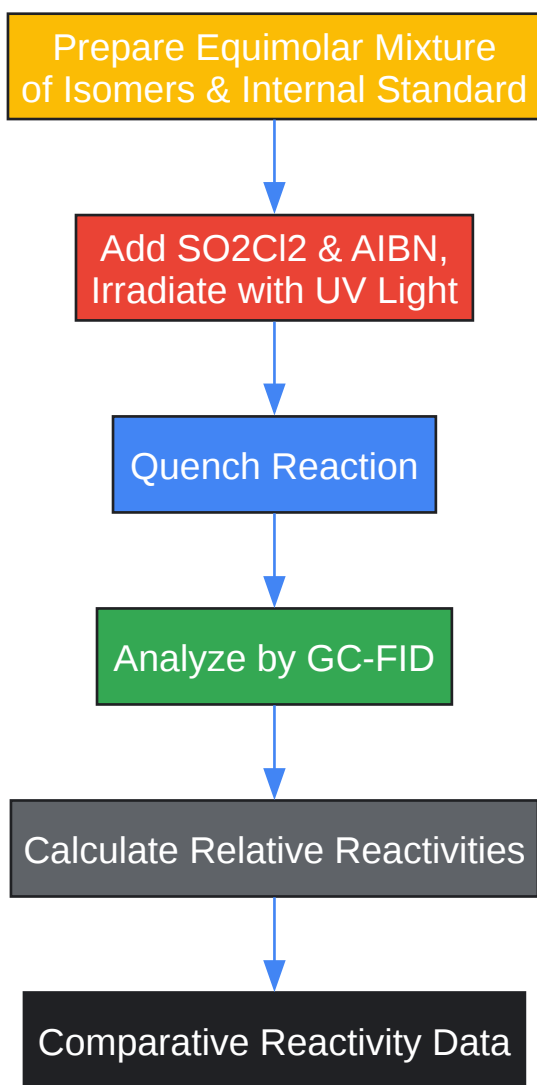 Prepare Equimolar Mixture
of Isomers & Internal Standard
Add SO2Cl2 & AIBN,
Irradiate with UV Light
Quench Reaction
Analyze by GC-FID
Calculate Relative Reactivities
Comparative Reactivity Data